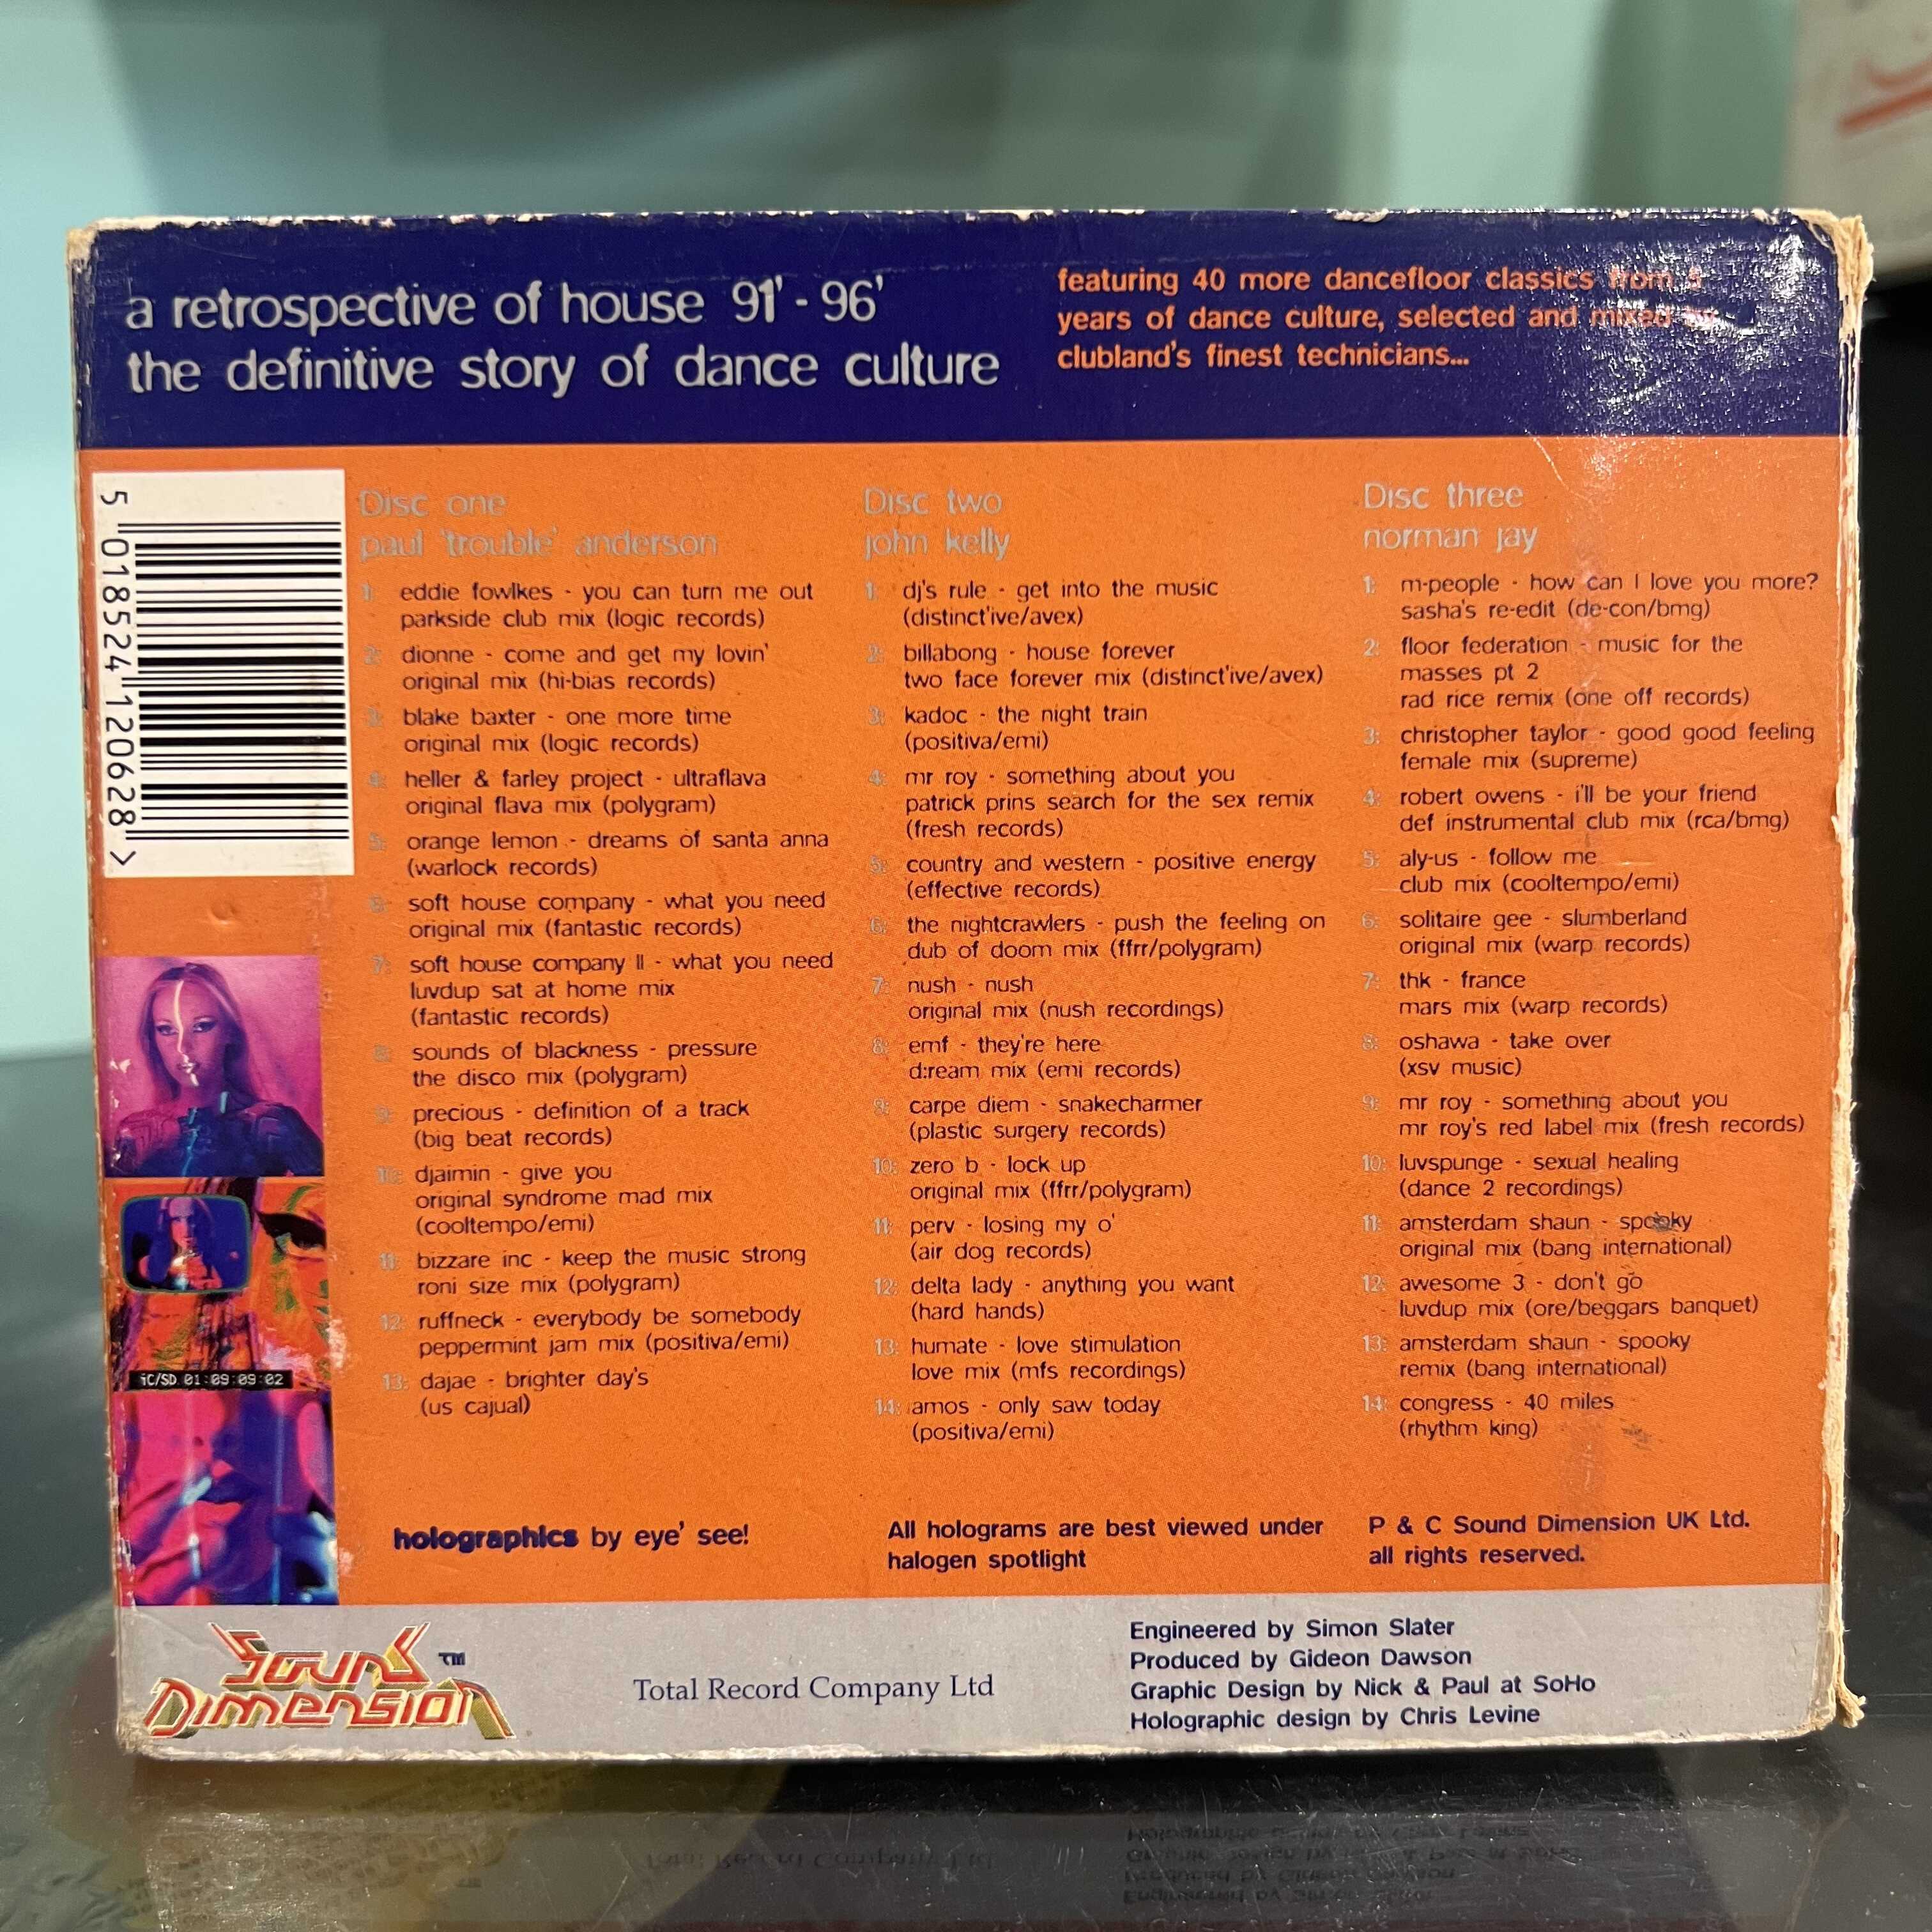 a retrospective of house 91' - 96'
the definitive story of dance culture
featuring 40 more dancefloor classics from 5
years of dance culture, selected and mixed by
clubland's finest technicians...
5 018524 120628 >
Disc one
paul 'trouble' anderson
1: eddie fowlkes - you can turn me out
parkside club mix (logic records)
2: dionne - come and get my lovin'
original mix (hi-bias records)
3: blake baxter - one more time
original mix (logic records)
4: heller & farley project - ultraflava
original flava mix (polygram)
5: orange lemon - dreams of santa anna
(warlock records)
6: soft house company - what you need
original mix (fantastic records)
7: soft house company II - what you need
luvdup sat at home mix
(fantastic records)
8: sounds of blackness - pressure
the disco mix (polygram)
9: precious - definition of a track
(big beat records)
10: djaimin - give you
original syndrome mad mix
(cooltempo/emi)
11: bizzare inc - keep the music strong
roni size mix (polygram)
12: ruffneck - everybody be somebody
peppermint jam mix (positiva/emi)
13: dajae - brighter day's
(us cajual)
Disc two
john kelly
1: dj's rule - get into the music
(distinct'ive/avex)
2: billabong - house forever
two face forever mix (distinct'ive/avex)
3: kadoc - the night train
(positiva/emi)
4: mr roy - something about you
patrick prins search for the sex remix
(fresh records)
5: country and western - positive energy
(effective records)
6: the nightcrawlers - push the feeling on
dub of doom mix (ffrr/polygram)
7: nush - nush
original mix (nush recordings)
8: emf - they're here
d:ream mix (emi records)
9: carpe diem - snakecharmer
(plastic surgery records)
10: zero b - lock up
original mix (ffrr/polygram)
11: perv - losing my o'
(air dog records)
12: delta lady - anything you want
(hard hands)
13: humate - love stimulation
love mix (mfs recordings)
14: amos - only saw today
(positiva/emi)
Disc three
norman jay
1: m-people - how can I love you more?
sasha's re-edit (de-con/bmg)
2: floor federation - music for the
masses pt 2
rad rice remix (one off records)
3: christopher taylor - good good feeling
female mix (supreme)
4: robert owens - i'll be your friend
def instrumental club mix (rca/bmg)
5: aly-us - follow me
club mix (cooltempo/emi)
6: solitaire gee - slumberland
original mix (warp records)
7: thk - france
mars mix (warp records)
8: oshawa - take over
(xsv music)
9: mr roy - something about you
mr roy's red label mix (fresh records)
10: luvspunge - sexual healing
(dance 2 recordings)
11: amsterdam shaun - spooky
original mix (bang international)
12: awesome 3 - don't go
luvdup mix (ore/beggars banquet)
13: amsterdam shaun - spooky
remix (bang international)
14: congress - 40 miles
(rhythm king)
iC/SD 01:09:09:02
holographics by eye' see!
All holograms are best viewed under
halogen spotlight
P & C Sound Dimension UK Ltd.
all rights reserved.
Sound Dimension TM
Total Record Company Ltd
Engineered by Simon Slater
Produced by Gideon Dawson
Graphic Design by Nick & Paul at SoHo
Holographic design by Chris Levine